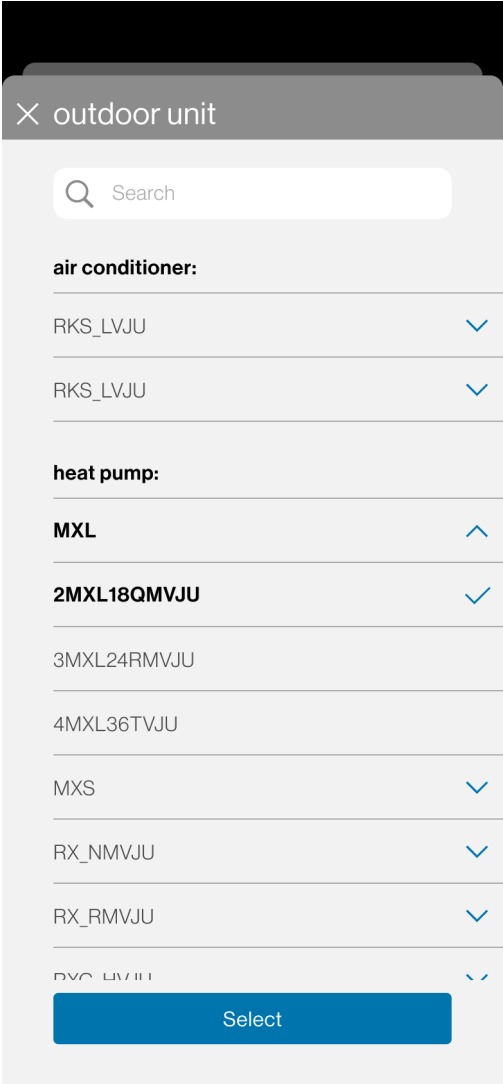 outdoor unit
Search
air conditioner:
RKS_LVJU
RKS_LVJU
heat pump:
MXL
2MXL18QMVJU
3MXL24RMVJU
4MXL36TVJU
MXS
RX_NMVJU
RX_RMVJU
Select